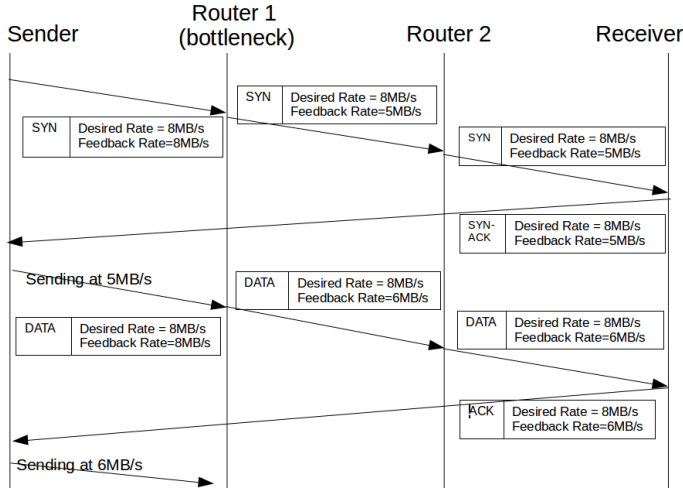 Sender
Router 1
(bottleneck)
Router 2
Receiver
SYN
Desired Rate = 8MB/s
Feedback Rate=5MB/s
SYN
Desired Rate = 8MB/s
Feedback Rate=8MB/s
SYN
Desired Rate = 8MB/s
Feedback Rate=5MB/s
SYN-
ACK
Desired Rate = 8MB/s
Feedback Rate=5MB/s
Sending at 5MB/s
DATA
Desired Rate = 8MB/s
Feedback Rate=6MB/s
DATA
Desired Rate = 8MB/s
Feedback Rate=8MB/s
DATA
Desired Rate = 8MB/s
Feedback Rate=6MB/s
ACK
Desired Rate = 8MB/s
Feedback Rate=6MB/s
Sending at 6MB/s